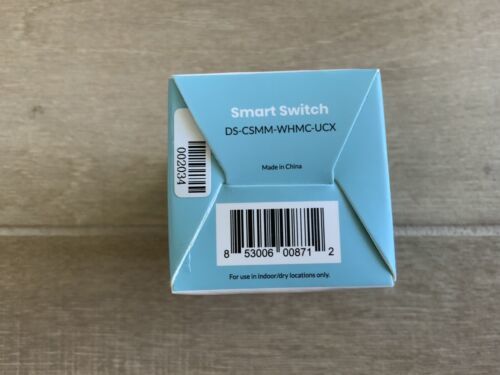 Smart Switch
DS-CSMM-WHMC-UCX
Made in China
002034
8 53006 00871 2
For use in indoor/dry locations only.